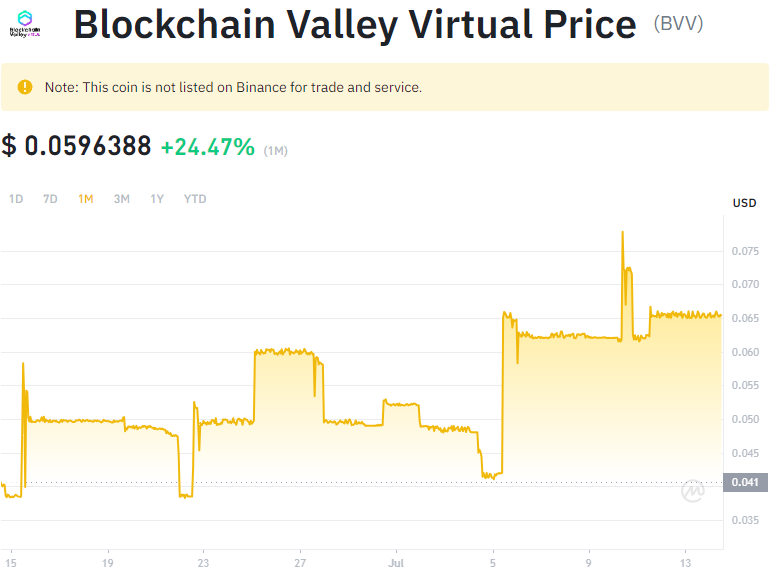 Blockchain
Valley VIRTUAL
Blockchain Valley Virtual Price (BVV)
Note: This coin is not listed on Binance for trade and service.
$ 0.0596388 +24.47% (1M)
1D 7D 1M 3M 1Y YTD
USD
0.075
0.070
0.065
0.060
0.055
0.050
0.045
0.041
0.035
15 19 23 27 Jul 5 9 13